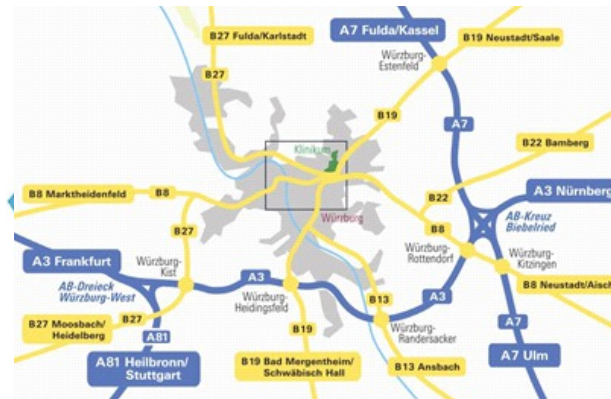 B27 Fulda/Karlstadt
A7 Fulda/Kassel
B19 Neustadt/Saale
Würzburg-
Estenfeld
B27
B19
A7
B22 Bamberg
Klinikum
B8 Marktheidenfeld
B8
B22
A3 Nürnberg
Würzburg
AB-Kreuz
Biebelried
B27
B8
A3 Frankfurt
Würzburg-
Kist
Würzburg-
Rottendorf
Würzburg-
Kitzingen
AB-Dreieck
Würzburg-West
A3
A3
B8 Neustadt/Aisch
Würzburg-
Heidingsfeld
B13
B27 Moosbach/
Heidelberg
B27
A81
B19
Würzburg-
Randersacker
A7
A81 Heilbronn/
Stuttgart
B19 Bad Mergentheim/
Schwäbisch Hall
B13 Ansbach
A7 Ulm